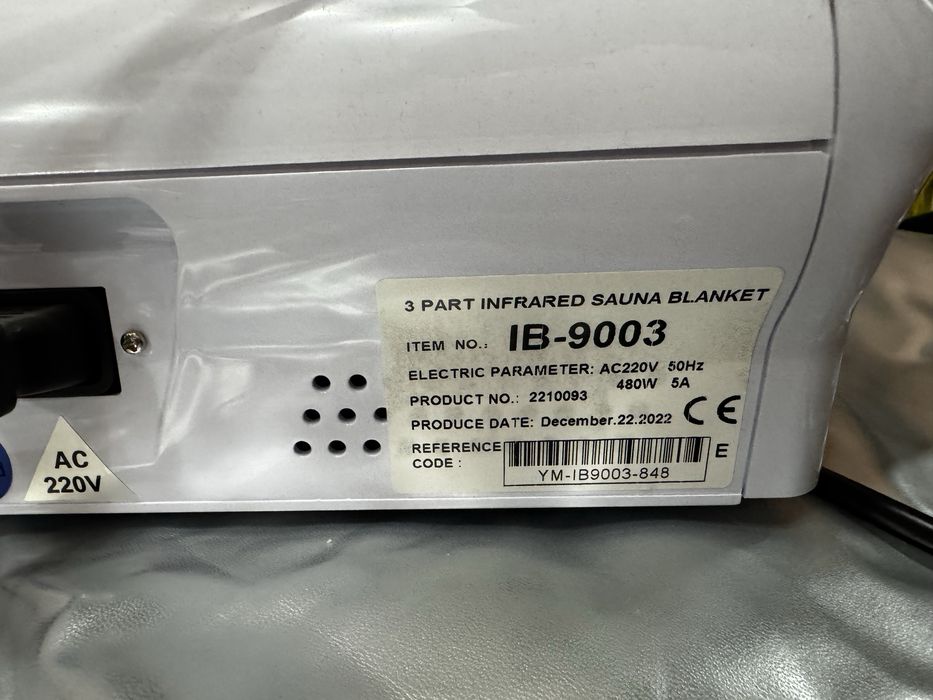 3 PART INFRARED SAUNA BLANKET
ITEM NO.: IB-9003
ELECTRIC PARAMETER: AC220V 50Hz
480W 5A
PRODUCT NO.: 2210093
PRODUCE DATE: December.22.2022 CE
REFERENCE
CODE :
E
YM-IB9003-848
AC
220V